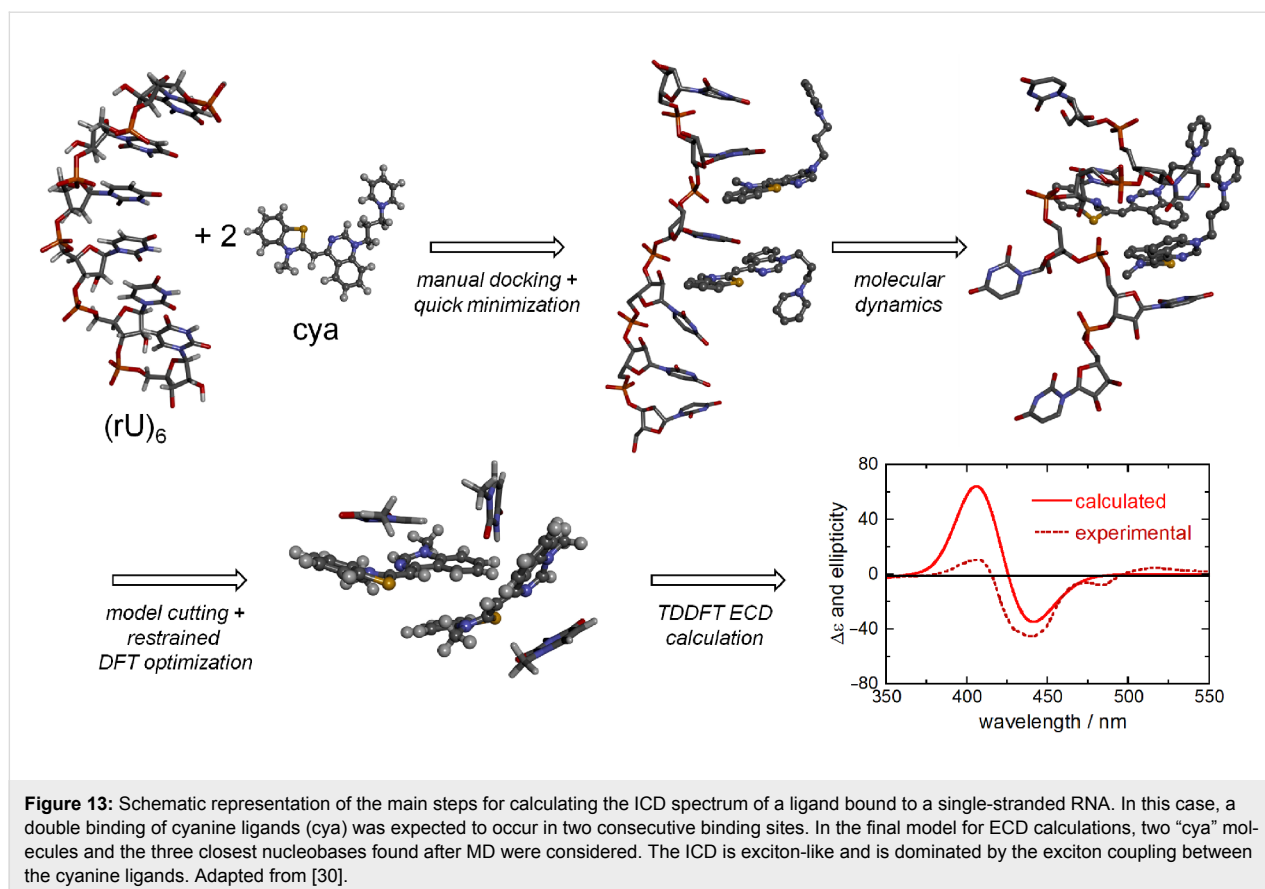 + 2
cya
(rU)6
manual docking +
quick minimization
molecular
dynamics
model cutting +
restrained
DFT optimization
TDDFT ECD
calculation
Δε and ellipticity
80
40
0
−40
−80
calculated
experimental
350 400 450 500 550
wavelength / nm
Figure 13: Schematic representation of the main steps for calculating the ICD spectrum of a ligand bound to a single-stranded RNA. In this case, a
double binding of cyanine ligands (cya) was expected to occur in two consecutive binding sites. In the final model for ECD calculations, two “cya” mol-
ecules and the three closest nucleobases found after MD were considered. The ICD is exciton-like and is dominated by the exciton coupling between
the cyanine ligands. Adapted from [30].